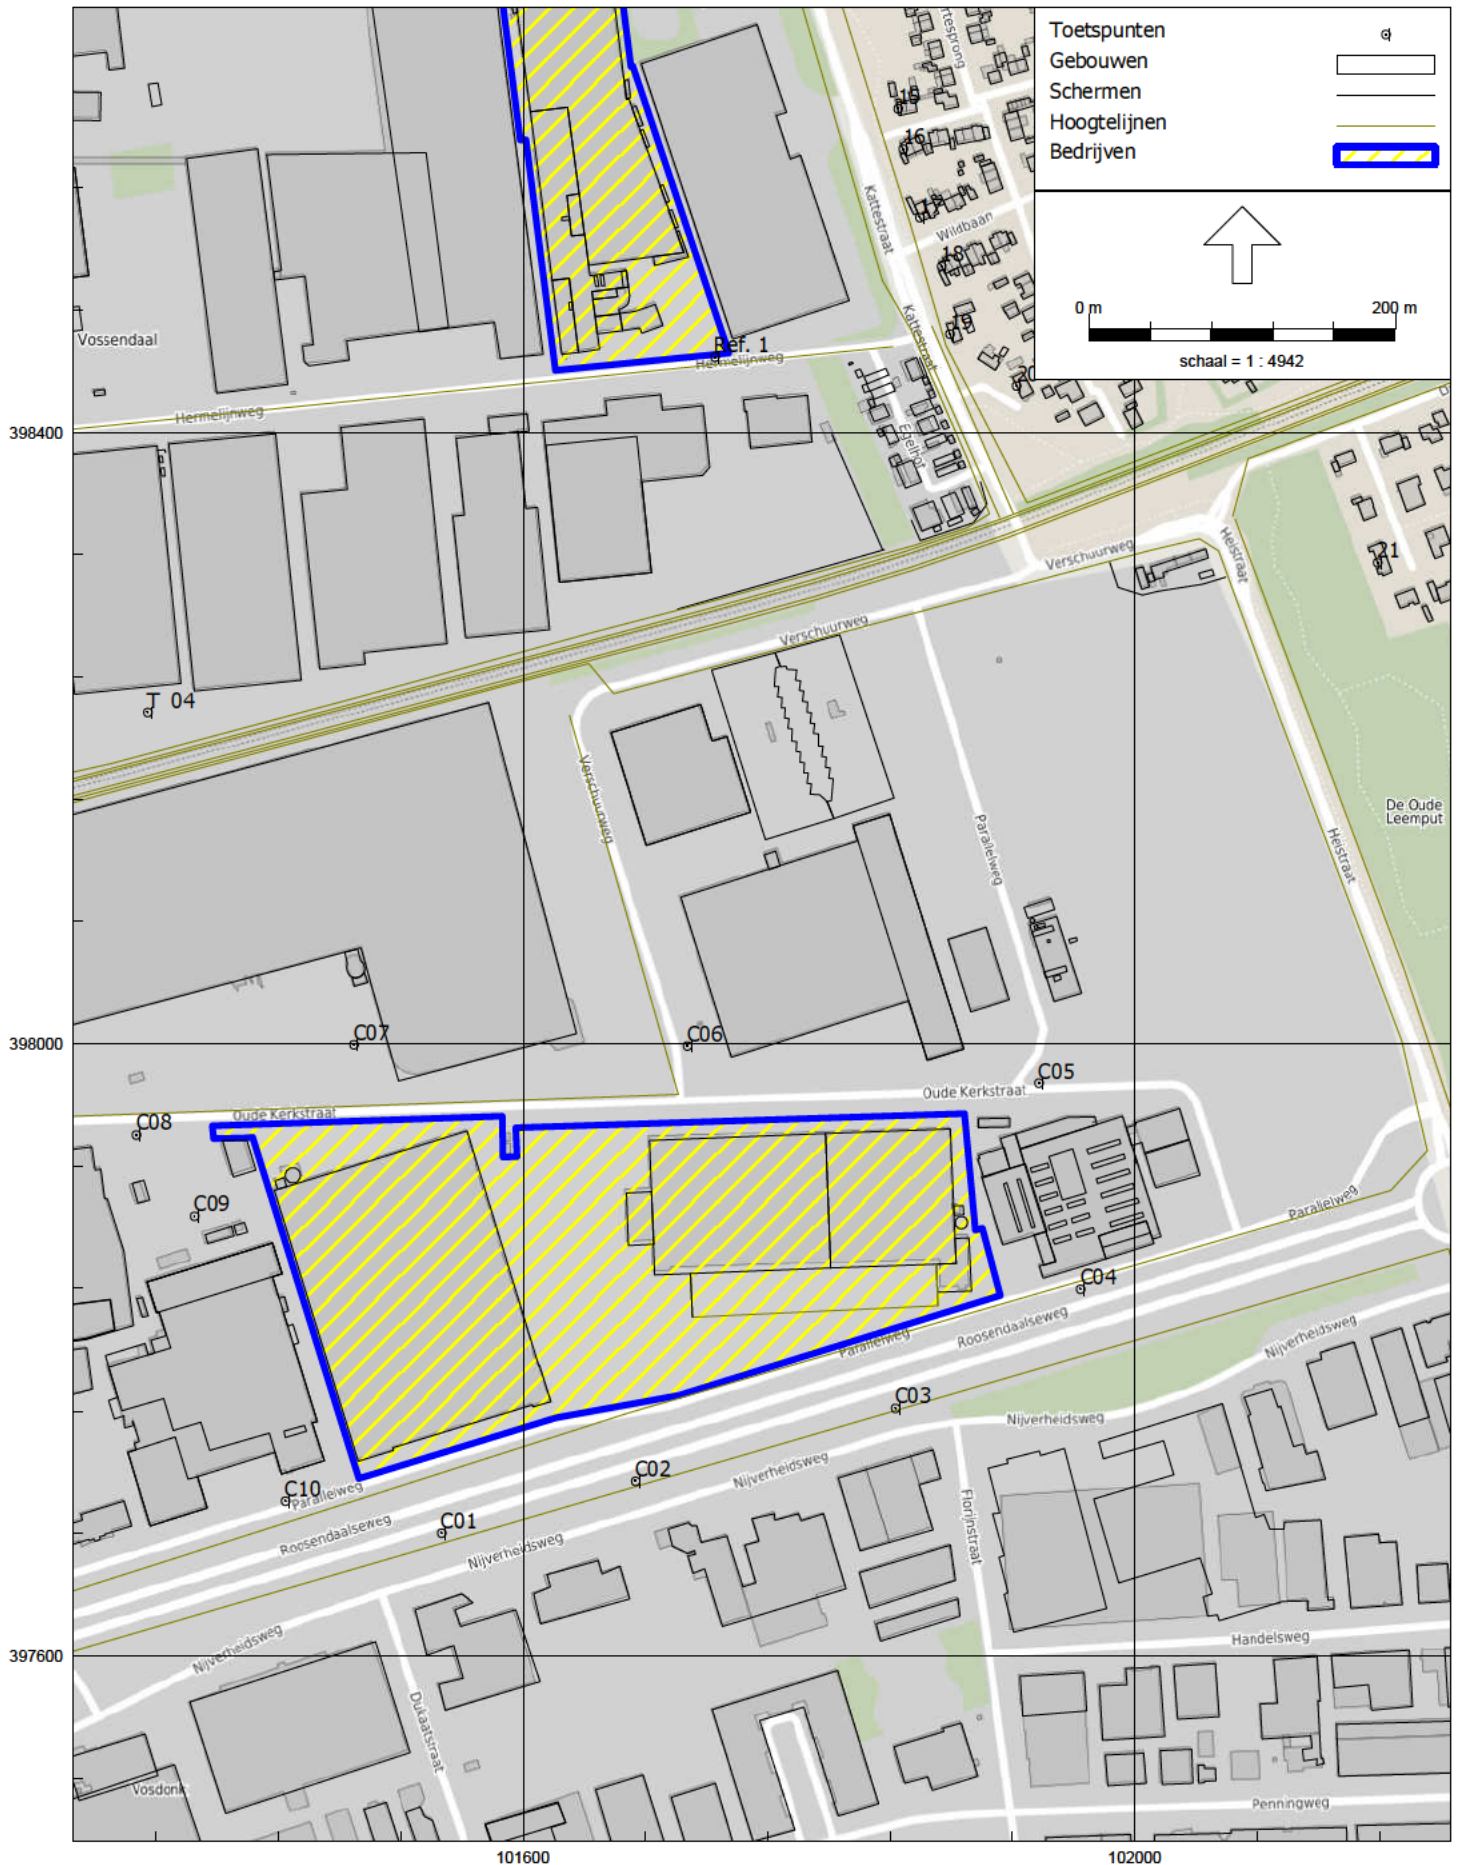 Toetspunten
Gebouwen
Schermen
Hoogtelijnen
Bedrijven
0 m
200 m
schaal = 1 : 4942
15
16
17
Kattestraat
Wildbaan
18
19
Kattestraat
20
Vossendaal
Ref. 1
Hermelijnweg
Hermelijnweg
398400
Egelhof
Verschuurweg
Heistraat
21
Verschuurweg
T 04
Verschuurweg
De Oude
Leemput
Parallelweg
Heistraat
398000
C07
C06
C05
Oude Kerkstraat
Oude Kerkstraat
C08
C09
Parallelweg
C04
Roosendaalseweg
Parallelweg
Nijverheidsweg
C03
Nijverheidsweg
C02
Nijverheidsweg
C10
Parallelweg
C01
Roosendaalseweg
Nijverheidsweg
Florijnstraat
Nijverheidsweg
Handelsweg
397600
Dukaatstraat
Vosdonk
Penningweg
101600
102000